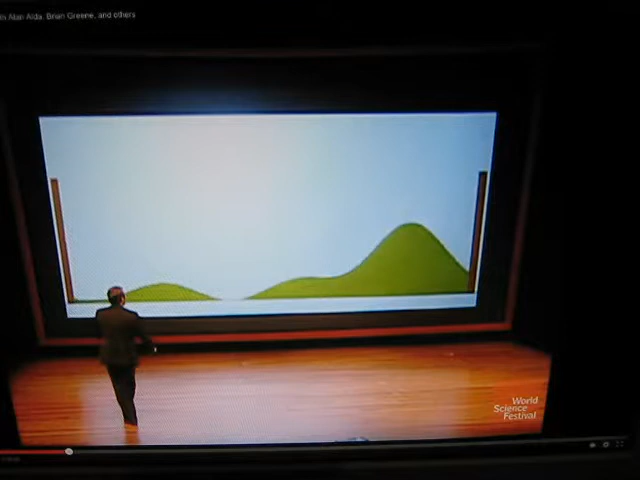 Alan Alda, Brian Greene, and others
World
Science
Festival